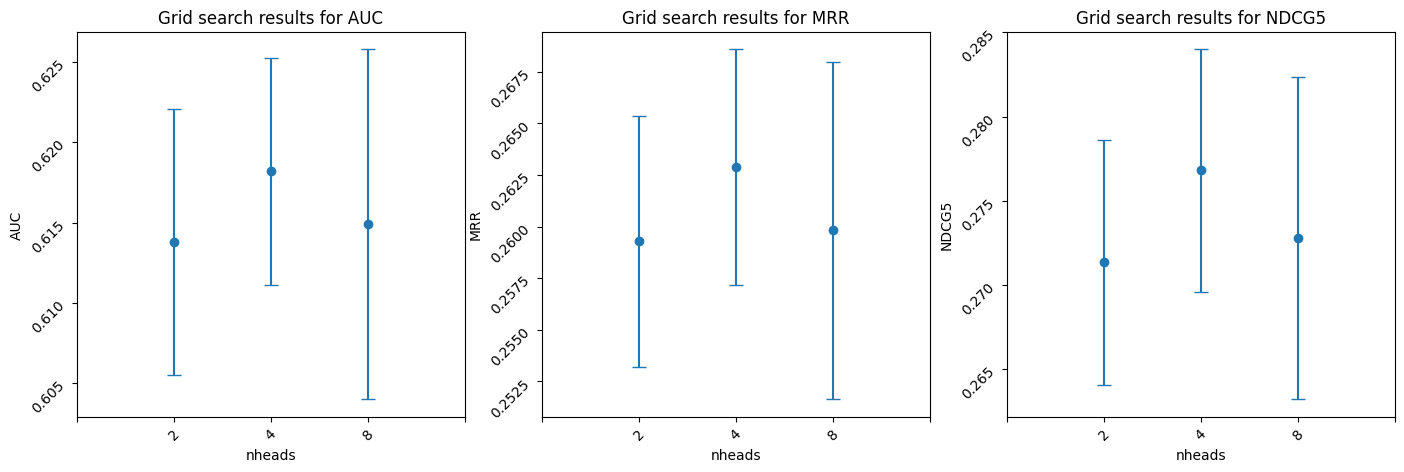 Grid search results for AUC
AUC
0.625
0.620
0.615
0.610
0.605
2
4
8
nheads
Grid search results for MRR
MRR
0.2675
0.2650
0.2625
0.2600
0.2575
0.2550
0.2525
2
4
8
nheads
Grid search results for NDCG5
NDCG5
0.285
0.280
0.275
0.270
0.265
2
4
8
nheads